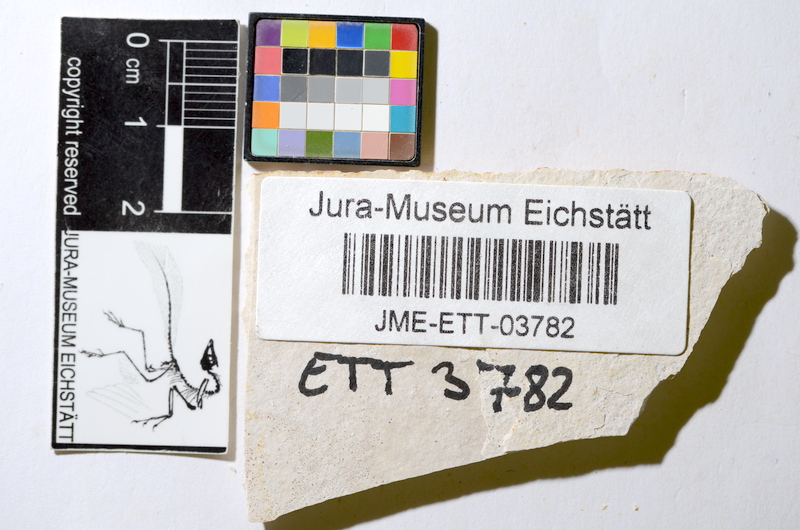 0
cm
1
2
copyright reserved JURA-MUSEUM EICHSTÄTT
Jura-Museum Eichstätt
JME-ETT-03782
ETT 3782